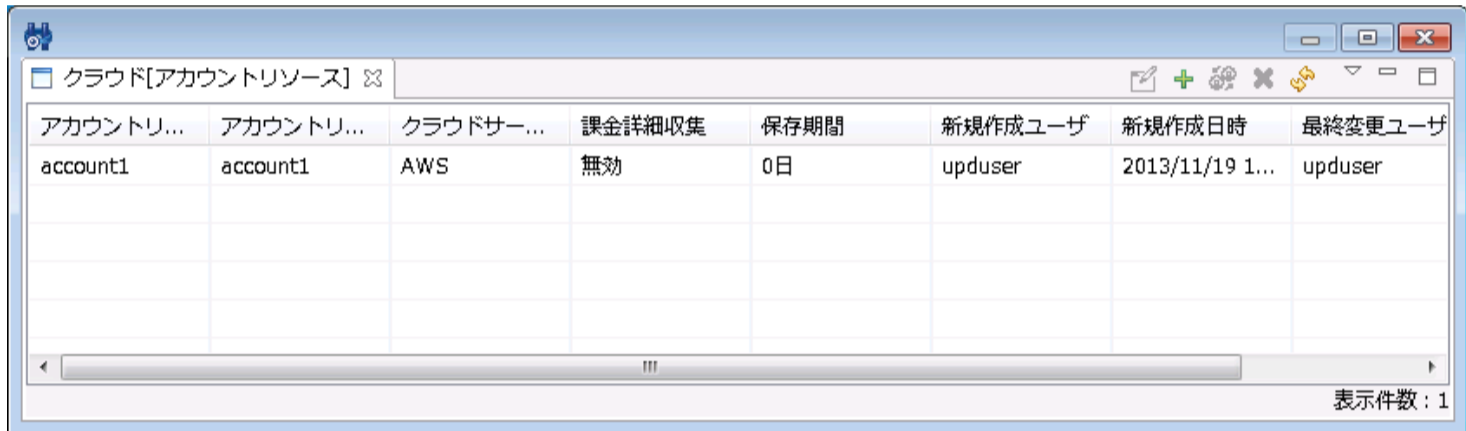 クラウド[アカウントリソース]
アカウントリ... アカウントリ... クラウドサー... 課金詳細収集 保存期間 新規作成ユーザ 新規作成日時 最終変更ユーザ
account1 account1 AWS 無効 0日 upduser 2013/11/19 1... upduser
表示件数：1